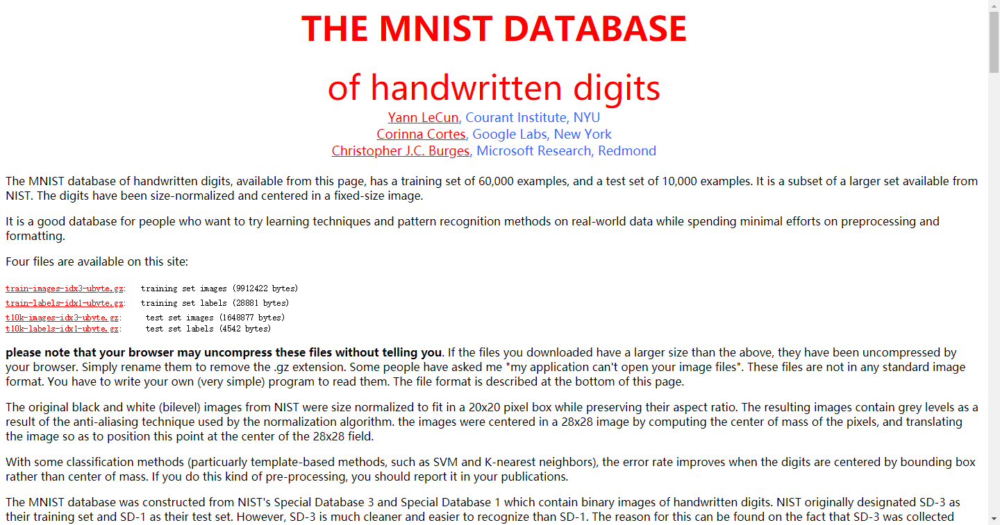 THE MNIST DATABASE
of handwritten digits
Yann LeCun, Courant Institute, NYU
Corinna Cortes, Google Labs, New York
Christopher J.C. Burges, Microsoft Research, Redmond
The MNIST database of handwritten digits, available from this page, has a training set of 60,000 examples, and a test set of 10,000 examples. It is a subset of a larger set available from
NIST. The digits have been size-normalized and centered in a fixed-size image.
It is a good database for people who want to try learning techniques and pattern recognition methods on real-world data while spending minimal efforts on preprocessing and
formatting.
Four files are available on this site:
train-images-idx3-ubyte.gz: training set images (9912422 bytes)
train-labels-idx1-ubyte.gz: training set labels (28881 bytes)
t10k-images-idx3-ubyte.gz: test set images (1648877 bytes)
t10k-labels-idx1-ubyte.gz: test set labels (4542 bytes)
please note that your browser may uncompress these files without telling you. If the files you downloaded have a larger size than the above, they have been uncompressed by
your browser. Simply rename them to remove the .gz extension. Some people have asked me "my application can't open your image files". These files are not in any standard image
format. You have to write your own (very simple) program to read them. The file format is described at the bottom of this page.
The original black and white (bilevel) images from NIST were size normalized to fit in a 20x20 pixel box while preserving their aspect ratio. The resulting images contain grey levels as a
result of the anti-aliasing technique used by the normalization algorithm. the images were centered in a 28x28 image by computing the center of mass of the pixels, and translating
the image so as to position this point at the center of the 28x28 field.
With some classification methods (particuarly template-based methods, such as SVM and K-nearest neighbors), the error rate improves when the digits are centered by bounding box
rather than center of mass. If you do this kind of pre-processing, you should report it in your publications.
The MNIST database was constructed from NIST's Special Database 3 and Special Database 1 which contain binary images of handwritten digits. NIST originally designated SD-3 as
their training set and SD-1 as their test set. However, SD-3 is much cleaner and easier to recognize than SD-1. The reason for this can be found on the fact that SD-3 was collected